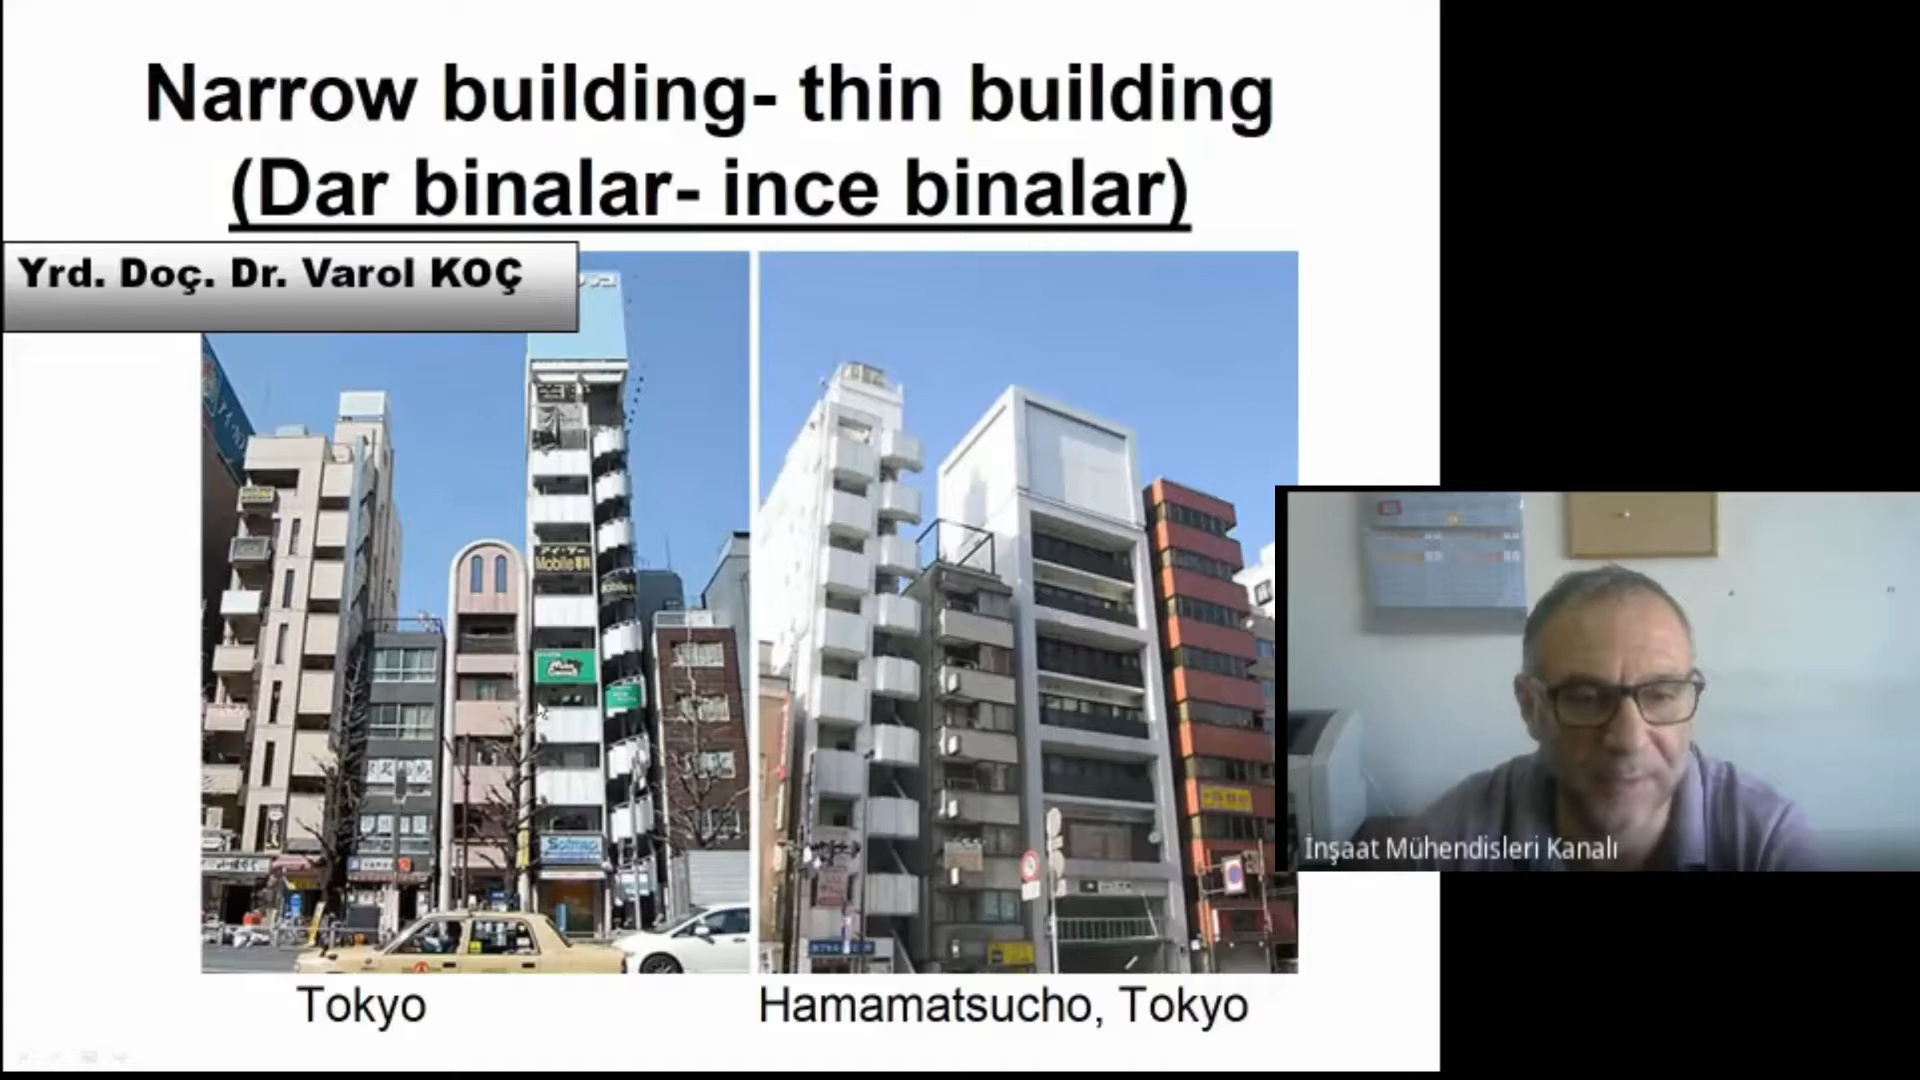 Narrow building- thin building
(Dar binalar- ince binalar)
Yrd. Doç. Dr. Varol KOÇ
Mobile
Sofmap
Tokyo
Hamamatsucho, Tokyo
İnşaat Mühendisleri Kanalı